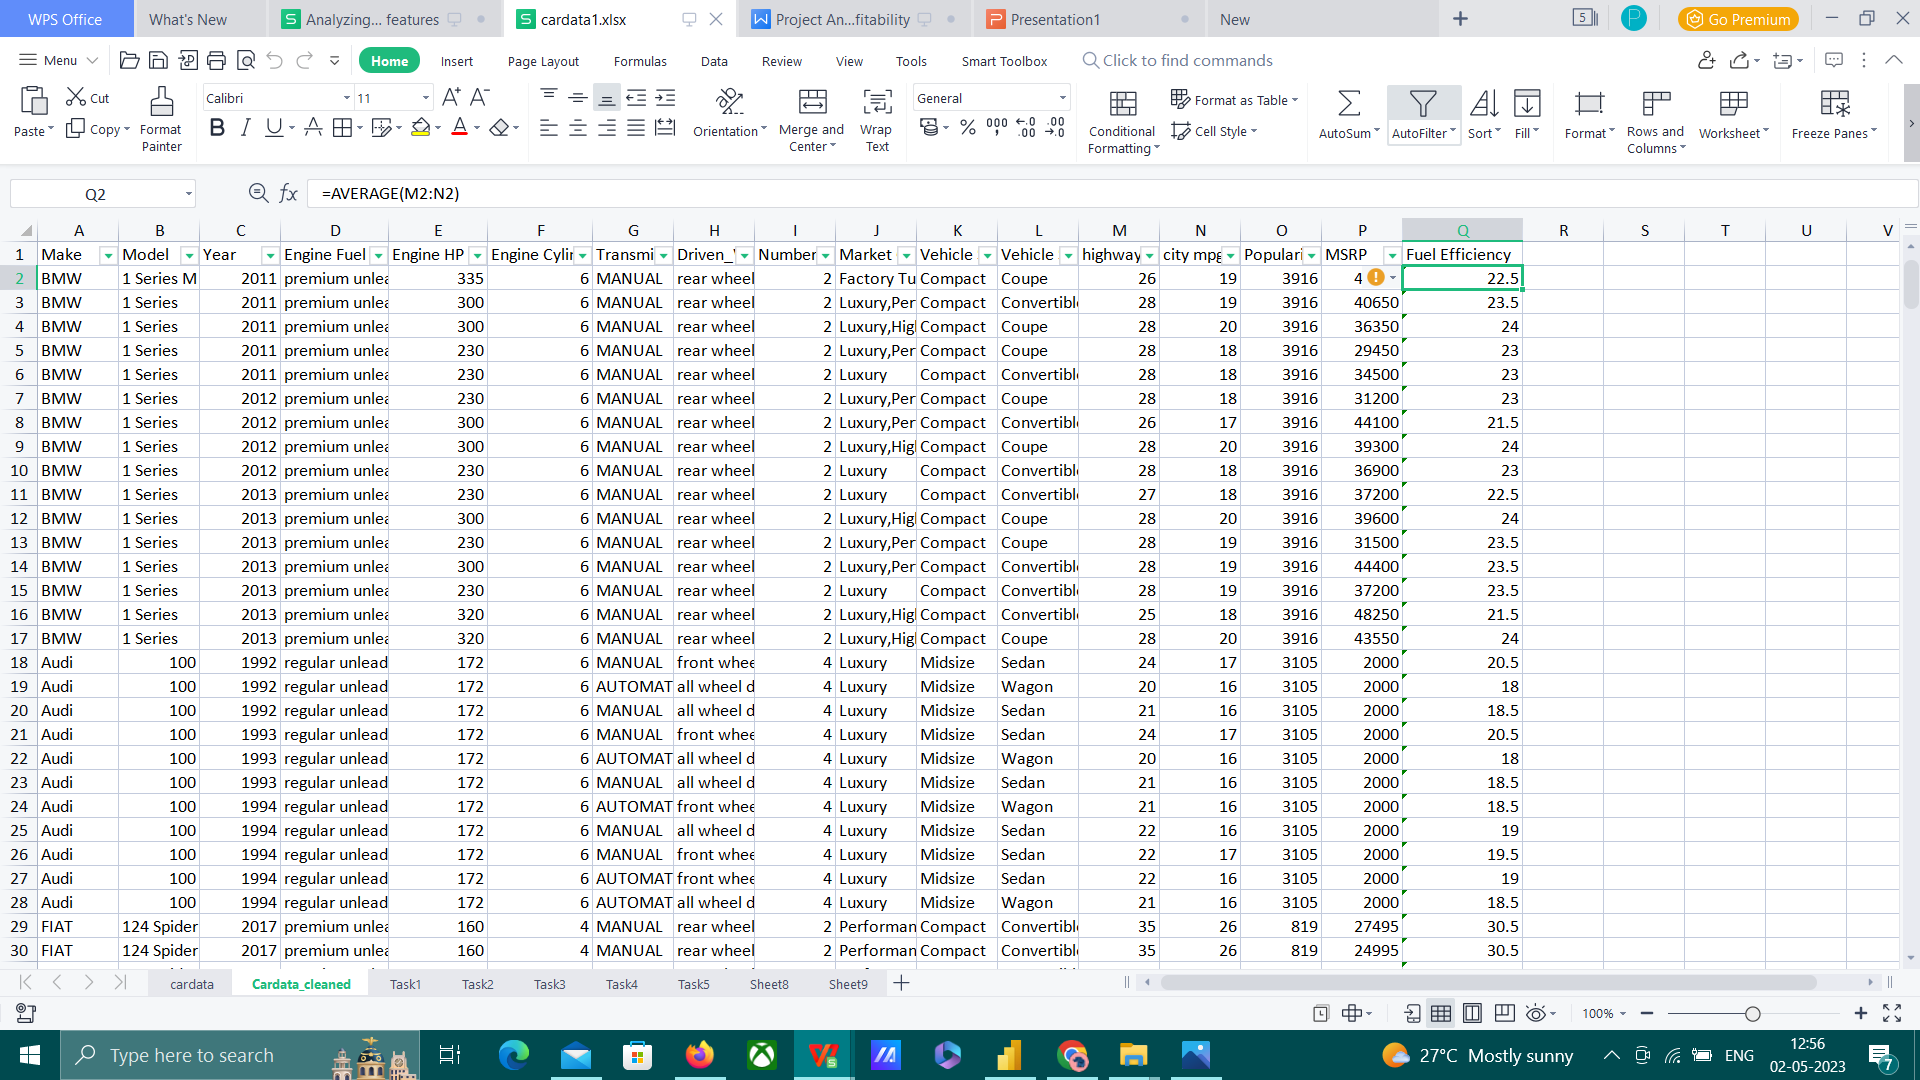 WPS Office What's New Analyzing... features cardata1.xlsx Project An...fitability Presentation1 New 5 P Go Premium
Menu Home Insert Page Layout Formulas Data Review View Tools Smart Toolbox Click to find commands
Paste Cut Copy Format Painter Calibri 11 Orientation Merge and Center Wrap Text General Conditional Formatting Format as Table Cell Style AutoSum AutoFilter Sort Fill Format Rows and Columns Worksheet Freeze Panes
Q2 fx =AVERAGE(M2:N2)
A B C D E F G H I J K L M N O P Q R S T U V
1 Make Model Year Engine Fuel Engine HP Engine Cylin Transmi Driven_ Number Market Vehicle Vehicle highway city mpg Populari MSRP Fuel Efficiency
2 BMW 1 Series M 2011 premium unlea 335 6 MANUAL rear wheel 2 Factory Tu Compact Coupe 26 19 3916 4 22.5
3 BMW 1 Series 2011 premium unlea 300 6 MANUAL rear wheel 2 Luxury,Per Compact Convertible 28 19 3916 40650 23.5
4 BMW 1 Series 2011 premium unlea 300 6 MANUAL rear wheel 2 Luxury,High Compact Coupe 28 20 3916 36350 24
5 BMW 1 Series 2011 premium unlea 230 6 MANUAL rear wheel 2 Luxury,Per Compact Coupe 28 18 3916 29450 23
6 BMW 1 Series 2011 premium unlea 230 6 MANUAL rear wheel 2 Luxury Compact Convertible 28 18 3916 34500 23
7 BMW 1 Series 2012 premium unlea 230 6 MANUAL rear wheel 2 Luxury,Per Compact Coupe 28 18 3916 31200 23
8 BMW 1 Series 2012 premium unlea 300 6 MANUAL rear wheel 2 Luxury,Per Compact Convertible 26 17 3916 44100 21.5
9 BMW 1 Series 2012 premium unlea 300 6 MANUAL rear wheel 2 Luxury,High Compact Coupe 28 20 3916 39300 24
10 BMW 1 Series 2012 premium unlea 230 6 MANUAL rear wheel 2 Luxury Compact Convertible 28 18 3916 36900 23
11 BMW 1 Series 2013 premium unlea 230 6 MANUAL rear wheel 2 Luxury Compact Convertible 27 18 3916 37200 22.5
12 BMW 1 Series 2013 premium unlea 300 6 MANUAL rear wheel 2 Luxury,High Compact Coupe 28 20 3916 39600 24
13 BMW 1 Series 2013 premium unlea 230 6 MANUAL rear wheel 2 Luxury,Per Compact Coupe 28 19 3916 31500 23.5
14 BMW 1 Series 2013 premium unlea 300 6 MANUAL rear wheel 2 Luxury,Per Compact Convertible 28 19 3916 44400 23.5
15 BMW 1 Series 2013 premium unlea 230 6 MANUAL rear wheel 2 Luxury Compact Convertible 28 19 3916 37200 23.5
16 BMW 1 Series 2013 premium unlea 320 6 MANUAL rear wheel 2 Luxury,High Compact Convertible 25 18 3916 48250 21.5
17 BMW 1 Series 2013 premium unlea 320 6 MANUAL rear wheel 2 Luxury,High Compact Coupe 28 20 3916 43550 24
18 Audi 100 1992 regular unlead 172 6 MANUAL front whee 4 Luxury Midsize Sedan 24 17 3105 2000 20.5
19 Audi 100 1992 regular unlead 172 6 AUTOMAT all wheel d 4 Luxury Midsize Wagon 20 16 3105 2000 18
20 Audi 100 1992 regular unlead 172 6 MANUAL all wheel d 4 Luxury Midsize Sedan 21 16 3105 2000 18.5
21 Audi 100 1993 regular unlead 172 6 MANUAL front whee 4 Luxury Midsize Sedan 24 17 3105 2000 20.5
22 Audi 100 1993 regular unlead 172 6 AUTOMAT all wheel d 4 Luxury Midsize Wagon 20 16 3105 2000 18
23 Audi 100 1993 regular unlead 172 6 MANUAL all wheel d 4 Luxury Midsize Sedan 21 16 3105 2000 18.5
24 Audi 100 1994 regular unlead 172 6 AUTOMAT front whee 4 Luxury Midsize Wagon 21 16 3105 2000 18.5
25 Audi 100 1994 regular unlead 172 6 MANUAL all wheel d 4 Luxury Midsize Sedan 22 16 3105 2000 19
26 Audi 100 1994 regular unlead 172 6 MANUAL front whee 4 Luxury Midsize Sedan 22 17 3105 2000 19.5
27 Audi 100 1994 regular unlead 172 6 AUTOMAT front whee 4 Luxury Midsize Sedan 22 16 3105 2000 19
28 Audi 100 1994 regular unlead 172 6 AUTOMAT all wheel d 4 Luxury Midsize Wagon 21 16 3105 2000 18.5
29 FIAT 124 Spider 2017 premium unlea 160 4 MANUAL rear wheel 2 Performan Compact Convertible 35 26 819 27495 30.5
30 FIAT 124 Spider 2017 premium unlea 160 4 MANUAL rear wheel 2 Performan Compact Convertible 35 26 819 24995 30.5
cardata Cardata_cleaned Task1 Task2 Task3 Task4 Task5 Sheet8 Sheet9
100%
Type here to search 27°C Mostly sunny ENG 12:56 02-05-2023 7